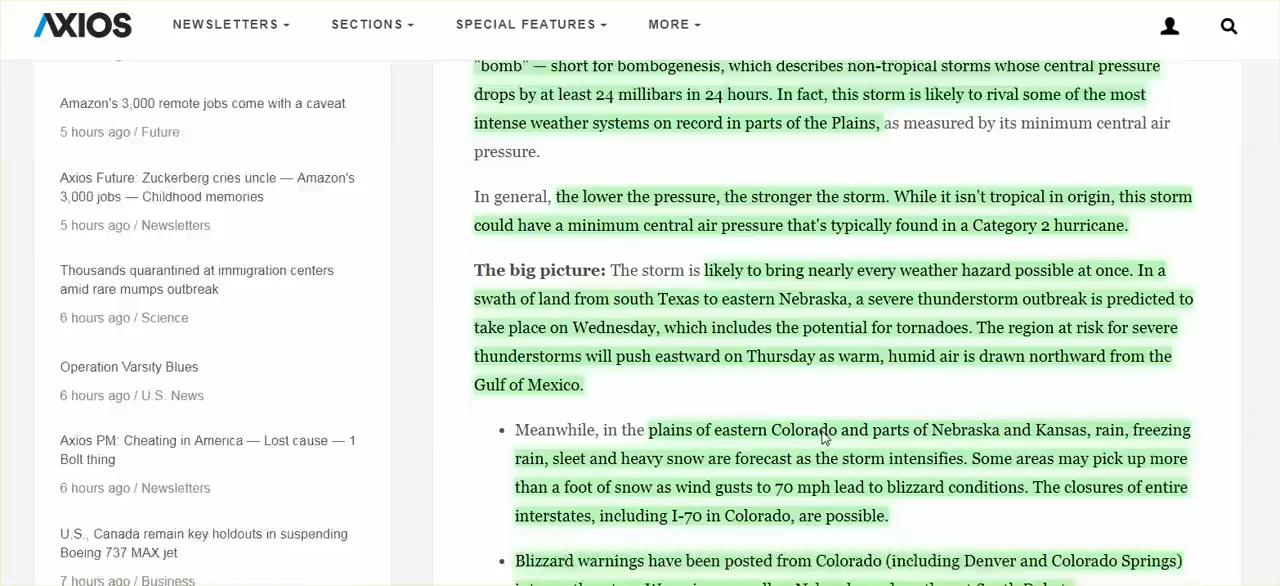 AXIOS
NEWSLETTERS
SECTIONS
SPECIAL FEATURES
MORE
Amazon's 3,000 remote jobs come with a caveat
5 hours ago / Future
Axios Future: Zuckerberg cries uncle — Amazon's
3,000 jobs — Childhood memories
5 hours ago / Newsletters
Thousands quarantined at immigration centers
amid rare mumps outbreak
6 hours ago / Science
Operation Varsity Blues
6 hours ago / U.S. News
Axios PM: Cheating in America — Lost cause — 1
Bolt thing
6 hours ago / Newsletters
U.S., Canada remain key holdouts in suspending
Boeing 737 MAX jet
7 hours ago / Business
"bomb" — short for bombogenesis, which describes non-tropical storms whose central pressure
drops by at least 24 millibars in 24 hours. In fact, this storm is likely to rival some of the most
intense weather systems on record in parts of the Plains, as measured by its minimum central air
pressure.
In general, the lower the pressure, the stronger the storm. While it isn't tropical in origin, this storm
could have a minimum central air pressure that's typically found in a Category 2 hurricane.
The big picture: The storm is likely to bring nearly every weather hazard possible at once. In a
swath of land from south Texas to eastern Nebraska, a severe thunderstorm outbreak is predicted to
take place on Wednesday, which includes the potential for tornadoes. The region at risk for severe
thunderstorms will push eastward on Thursday as warm, humid air is drawn northward from the
Gulf of Mexico.
• Meanwhile, in the plains of eastern Colorado and parts of Nebraska and Kansas, rain, freezing
rain, sleet and heavy snow are forecast as the storm intensifies. Some areas may pick up more
than a foot of snow as wind gusts to 70 mph lead to blizzard conditions. The closures of entire
interstates, including I-70 in Colorado, are possible.
• Blizzard warnings have been posted from Colorado (including Denver and Colorado Springs)